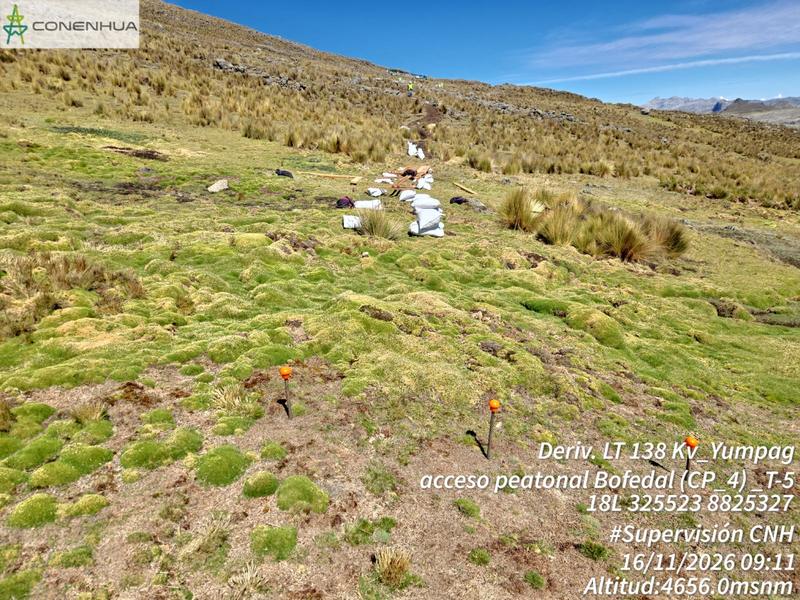 CONENHUA
Deriv. LT 138 Kv_Yumpag
acceso peatonal Bofedal (CP_4)_T-5
18L 325523 8825327
#Supervisión CNH
16/11/2026 09:11
Altitud:4656.0msnm